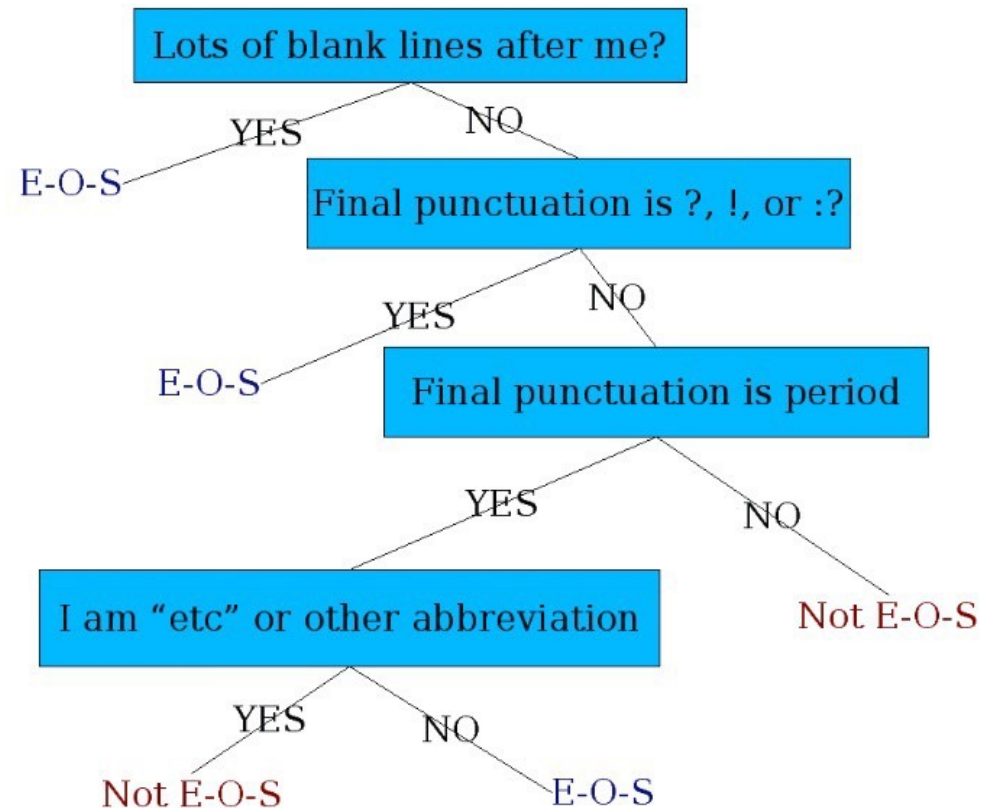 Lots of blank lines after me?
YES
NO
E-O-S
Final punctuation is ?, !, or :?
YES
NO
E-O-S
Final punctuation is period
YES
NO
I am “etc” or other abbreviation
Not E-O-S
YES
NO
Not E-O-S
E-O-S